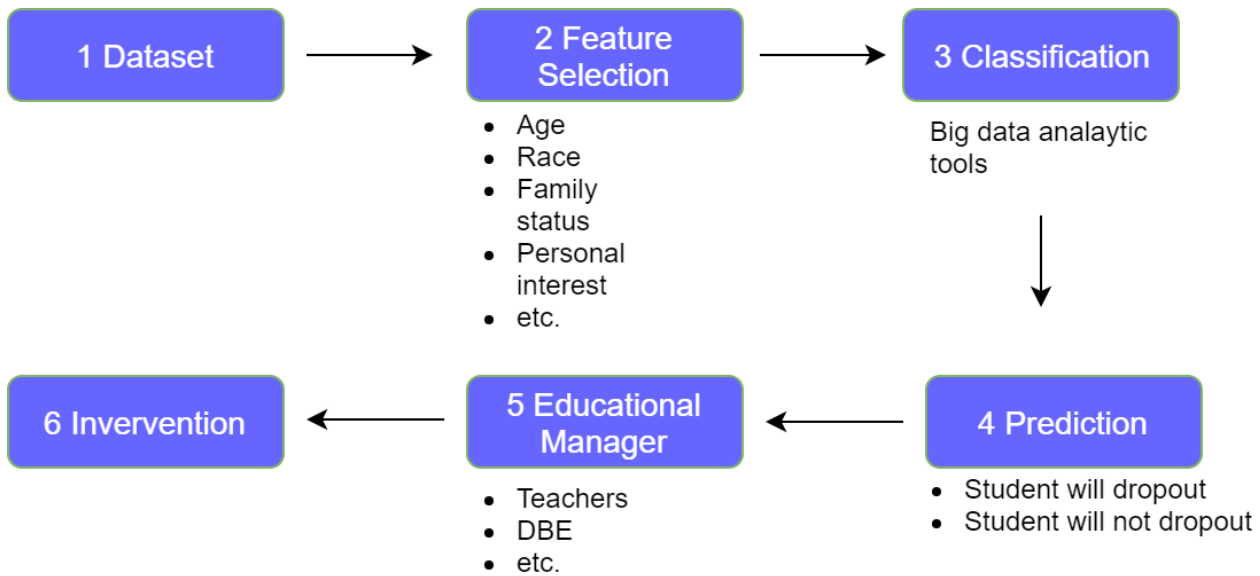 1 Dataset
2 Feature
Selection
3 Classification
• Age
• Race
• Family
status
• Personal
interest
• etc.
Big data analaytic
tools
6 Invervention
5 Educational
Manager
4 Prediction
• Teachers
• DBE
• etc.
• Student will dropout
• Student will not dropout